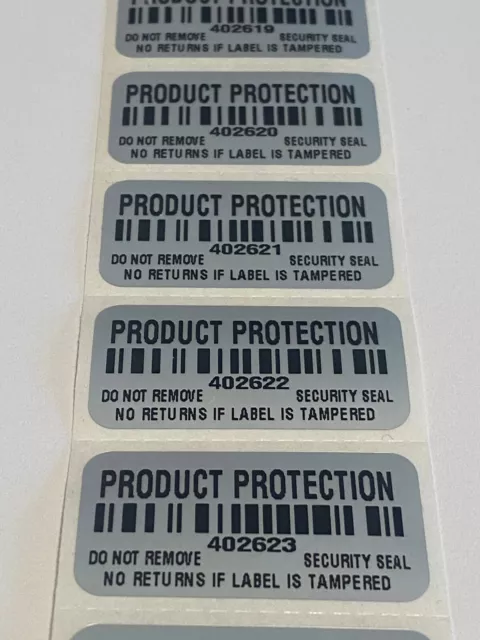 PRODUCT PROTECTION
402619
DO NOT REMOVE SECURITY SEAL
NO RETURNS IF LABEL IS TAMPERED
PRODUCT PROTECTION
402620
DO NOT REMOVE SECURITY SEAL
NO RETURNS IF LABEL IS TAMPERED
PRODUCT PROTECTION
402621
DO NOT REMOVE SECURITY SEAL
NO RETURNS IF LABEL IS TAMPERED
PRODUCT PROTECTION
402622
DO NOT REMOVE SECURITY SEAL
NO RETURNS IF LABEL IS TAMPERED
PRODUCT PROTECTION
402623
DO NOT REMOVE SECURITY SEAL
NO RETURNS IF LABEL IS TAMPERED